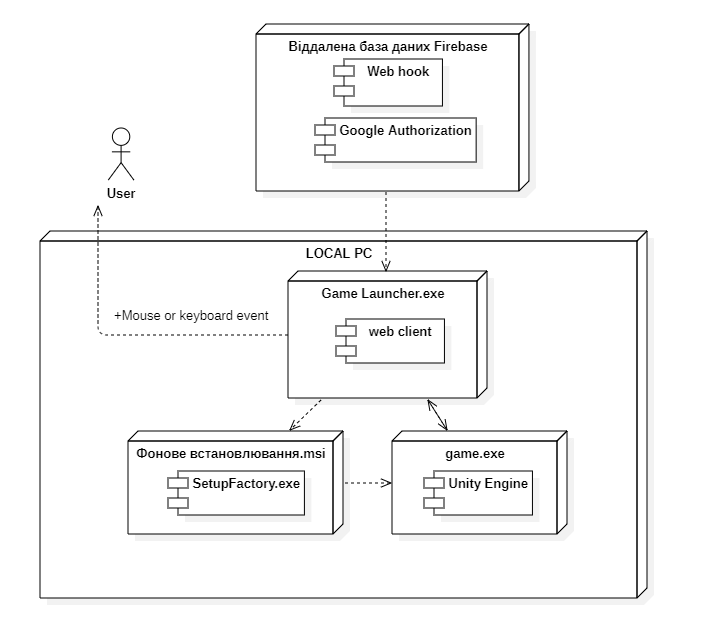 Віддалена база даних Firebase
Web hook
Google Authorization
User
LOCAL PC
Game Launcher.exe
+Mouse or keyboard event
web client
Фонове встановлювання.msi
game.exe
SetupFactory.exe
Unity Engine